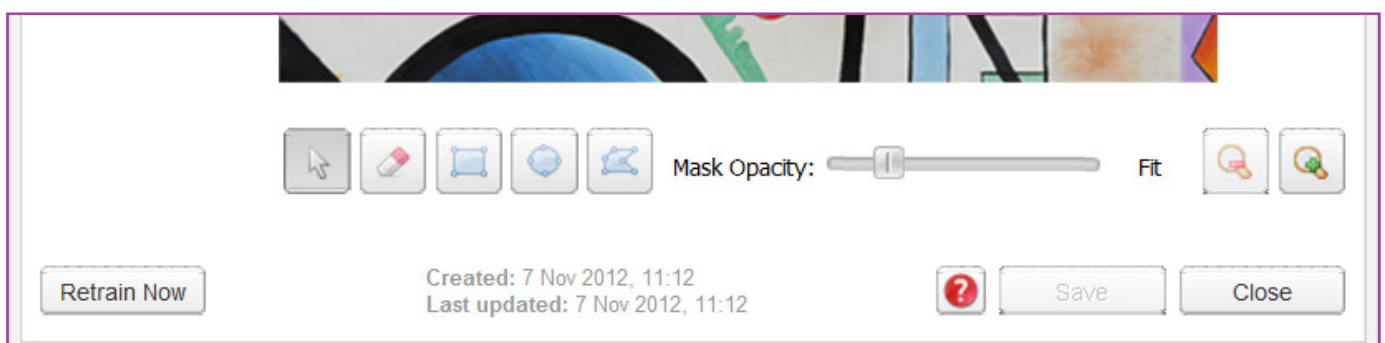 Mask Opacity:
Fit
Retrain Now
Created: 7 Nov 2012, 11:12
Last updated: 7 Nov 2012, 11:12
?
Save
Close